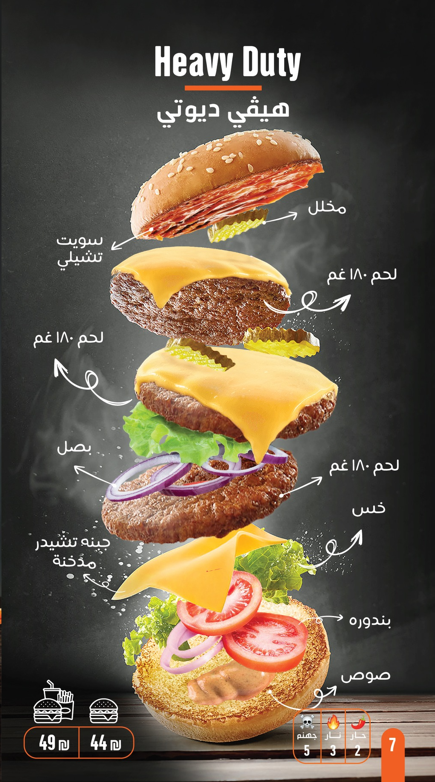 Heavy Duty
هيڤي ديوتي
مخلل
سويت
تشيلي
لحم ١٨٠ غم
لحم ١٨٠ غم
بصل
لحم ١٨٠ غم
خس
جبنه تشيدر
مدخنة
بندوره
صوص
49 ₪
44 ₪
جهنم
نار
حار
5
3
2
7